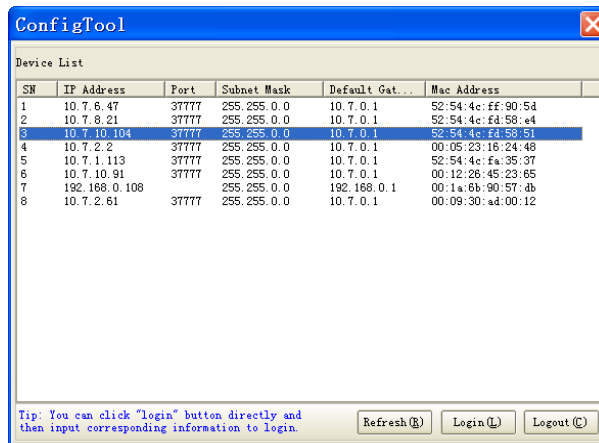 ConfigTool
Device List
SN IP Address Port Subnet Mask Default Gat... Mac Address
1 10.7.6.47 37777 255.255.0.0 10.7.0.1 52:54:4c:ff:90:5d
2 10.7.8.21 37777 255.255.0.0 10.7.0.1 52:54:4c:fd:58:e4
3 10.7.10.104 37777 255.255.0.0 10.7.0.1 52:54:4c:fd:58:51
4 10.7.2.2 37777 255.255.0.0 10.7.0.1 00:05:23:16:24:48
5 10.7.1.113 37777 255.255.0.0 10.7.0.1 52:54:4c:fa:35:37
6 10.7.10.91 37777 255.255.0.0 10.7.0.1 00:12:26:45:23:65
7 192.168.0.108 255.255.0.0 192.168.0.1 00:1a:6b:90:57:db
8 10.7.2.61 37777 255.255.0.0 10.7.0.1 00:09:30:ad:00:12
Tip: You can click "login" button directly and
then input corresponding information to login.
Refresh(R) Login(L) Logout(C)